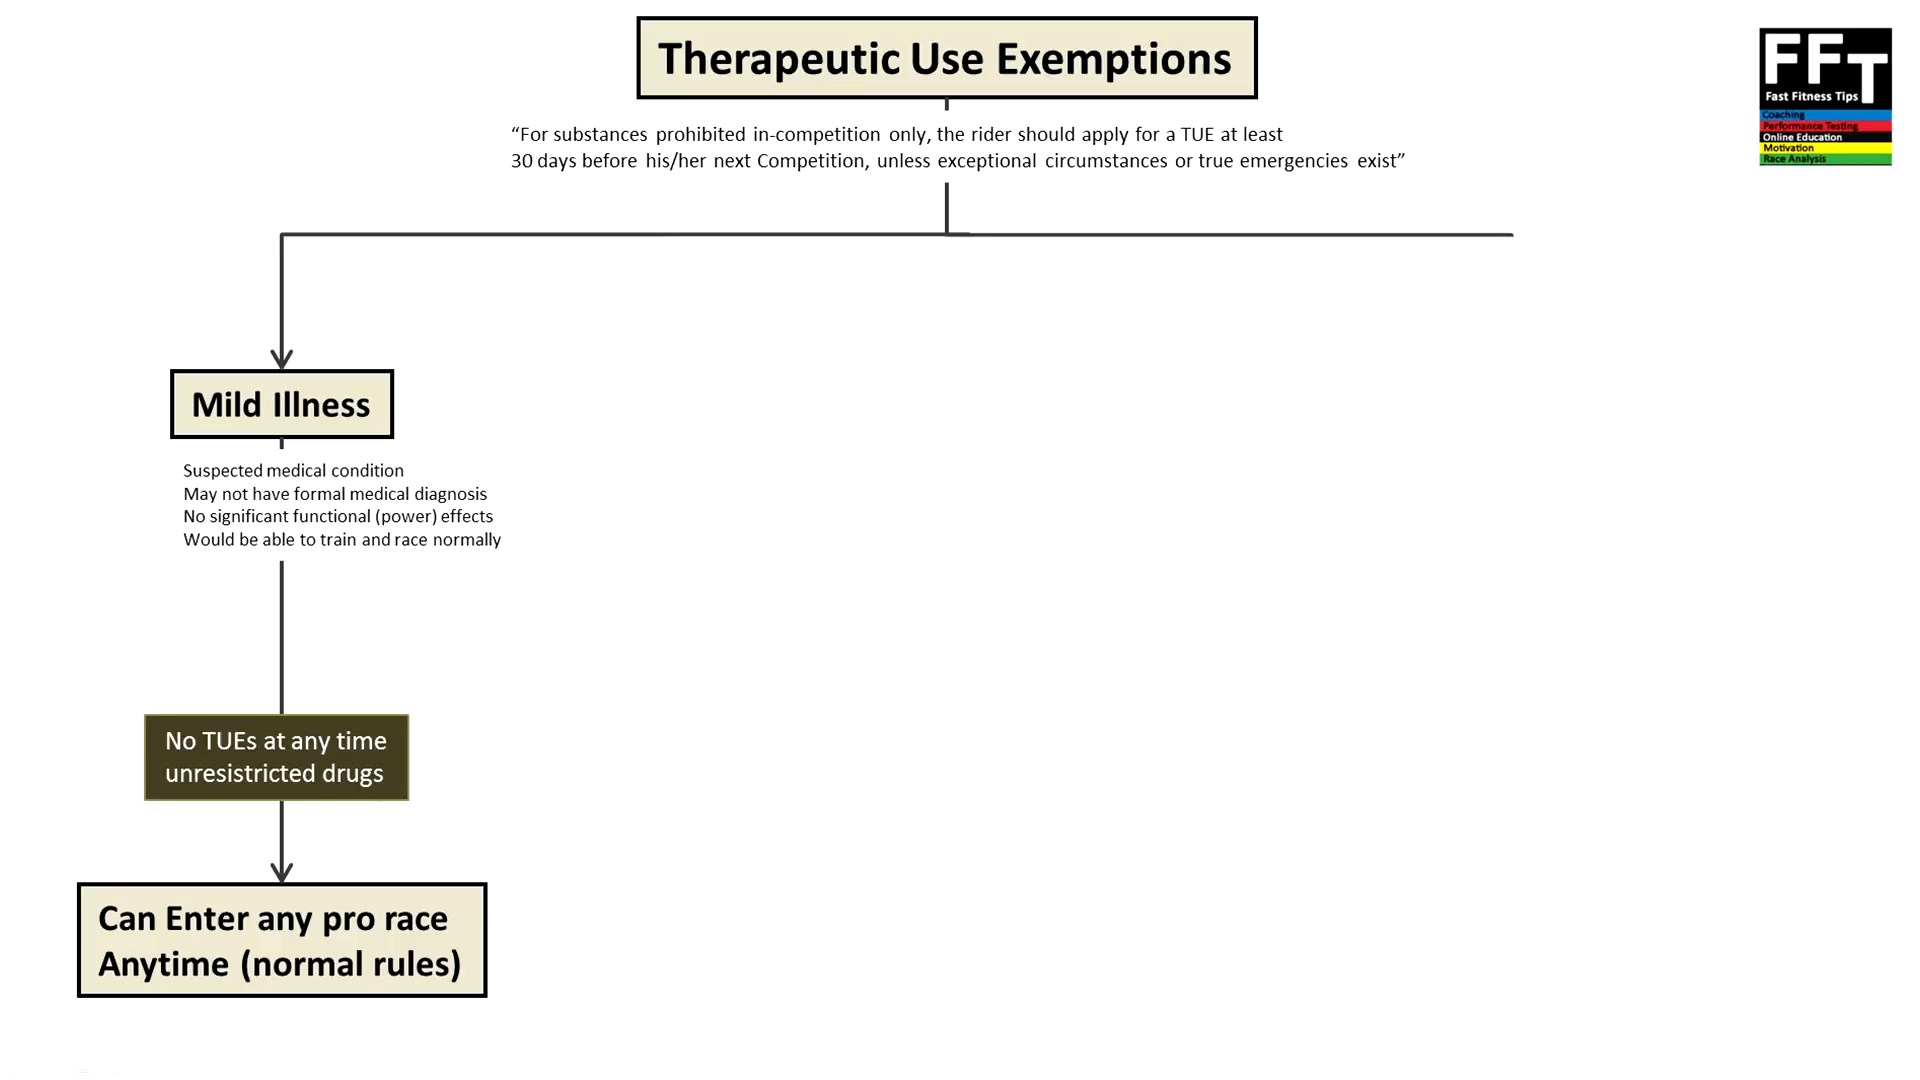 Therapeutic Use Exemptions
FFT
Fast Fitness Tips
Coaching
Performance Testing
Online Education
Motivation
Race Analysis
“For substances prohibited in-competition only, the rider should apply for a TUE at least
30 days before his/her next Competition, unless exceptional circumstances or true emergencies exist”
Mild Illness
Suspected medical condition
May not have formal medical diagnosis
No significant functional (power) effects
Would be able to train and race normally
No TUEs at any time
unresistricted drugs
Can Enter any pro race
Anytime (normal rules)